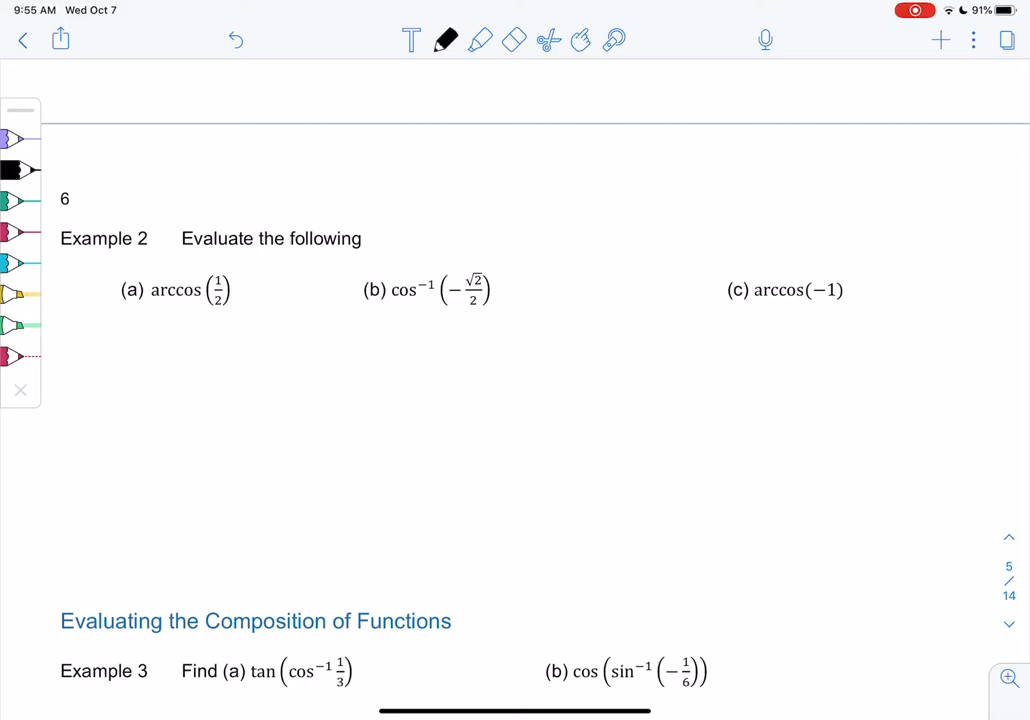 9:55 AM Wed Oct 7 91%
T
6
Example 2 Evaluate the following
(a) arccos (1/2) (b) cos⁻¹ (−√2/2) (c) arccos(−1)
5
/
14
Evaluating the Composition of Functions
Example 3 Find (a) tan (cos⁻¹ 1/3) (b) cos (sin⁻¹ (−1/6))